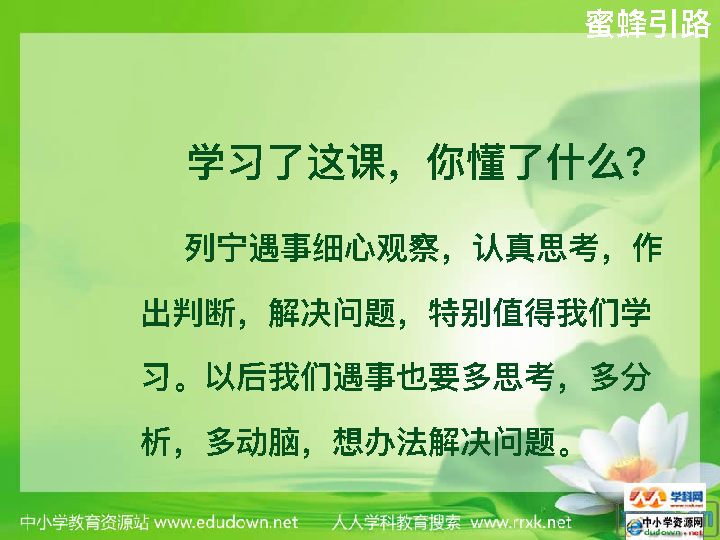 蜜蜂引路
学习了这课，你懂了什么?
列宁遇事细心观察，认真思考，作
出判断，解决问题，特别值得我们学
习。以后我们遇事也要多思考，多分
析，多动脑，想办法解决问题。
学科网
中小学资源网
edudown.net
中小学教育资源站 www.edudown.net 人人学科教育搜索 www.rrxk.net